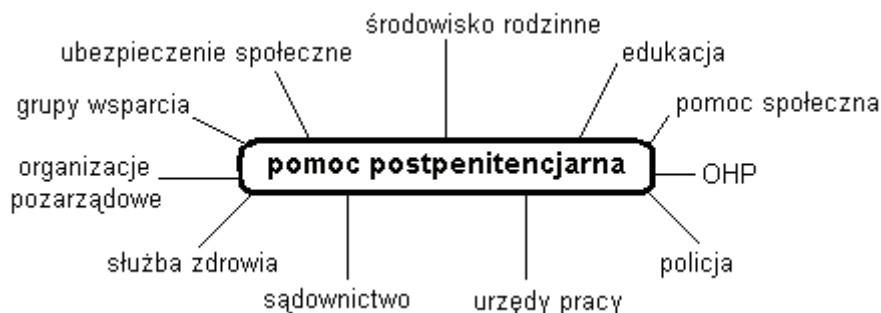 środowisko rodzinne
ubezpieczenie społeczne
edukacja
grupy wsparcia
pomoc społeczna
pomoc postpenitencjarna
organizacje
pozarządowe
OHP
służba zdrowia
policja
sądownictwo
urzędy pracy